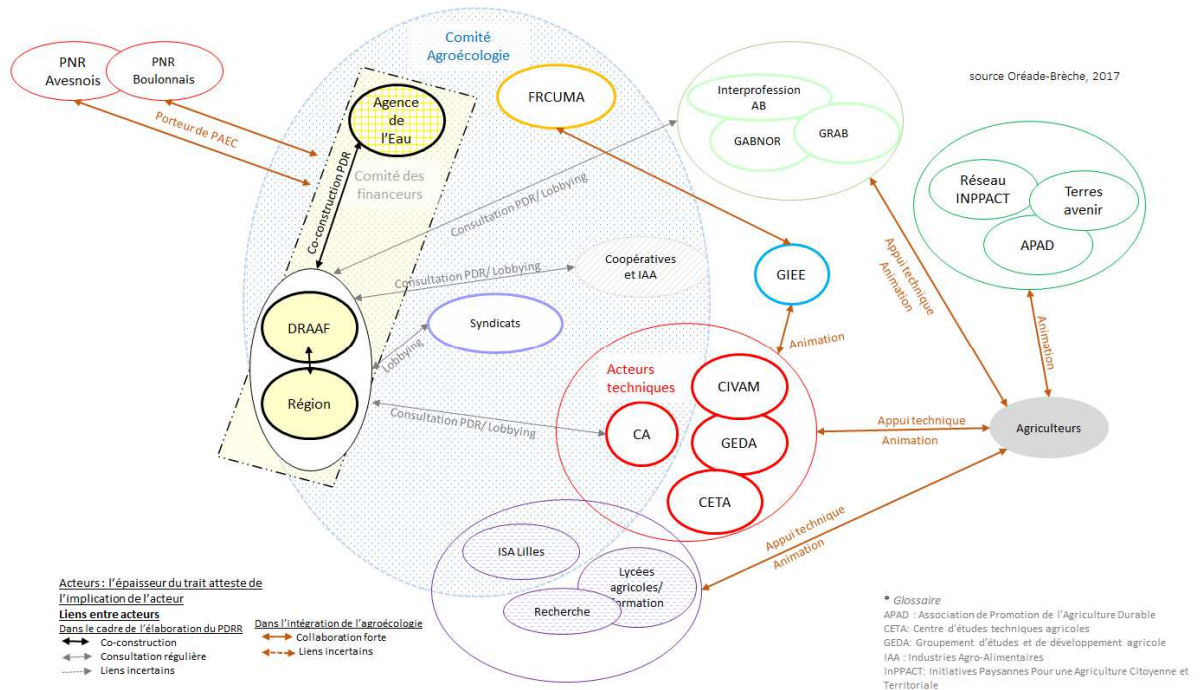 Comité
Agroécologie
PNR
Avesnois
PNR
Boulonnais
source Oréade-Brèche, 2017
Porteur de PAEC
Agence
de
l'Eau
FRCUMA
Interprofession
AB
GABNOR
GRAB
Co-construction PDR
Comité des
financeurs
Consultation PDR/ Lobbying
Réseau
INPPACT
Terres
avenir
APAD
Consultation PDR/ Lobbying
Coopératives
et IAA
GIEE
Appui technique
Animation
DRAAF
Syndicats
Lobbying
Animation
Animation
Région
Acteurs
techniques
CIVAM
Consultation PDR/ Lobbying
CA
GEDA
CETA
Appui technique
Animation
Agriculteurs
Appui technique
Animation
ISA Lilles
Lycées
agricoles/
formation
Recherche
Acteurs : l'épaisseur du trait atteste de
l'implication de l'acteur
Liens entre acteurs
Dans le cadre de l'élaboration du PDRR
Co-construction
Consultation régulière
Liens incertains
Dans l'intégration de l'agroécologie
Collaboration forte
Liens incertains
* Glossaire
APAD : Association de Promotion de l'Agriculture Durable
CETA: Centre d'études techniques agricoles
GEDA: Groupement d'études et de développement agricole
IAA : Industries Agro-Alimentaires
InPPACT: Initiatives Paysannes Pour une Agriculture Citoyenne et
Territoriale